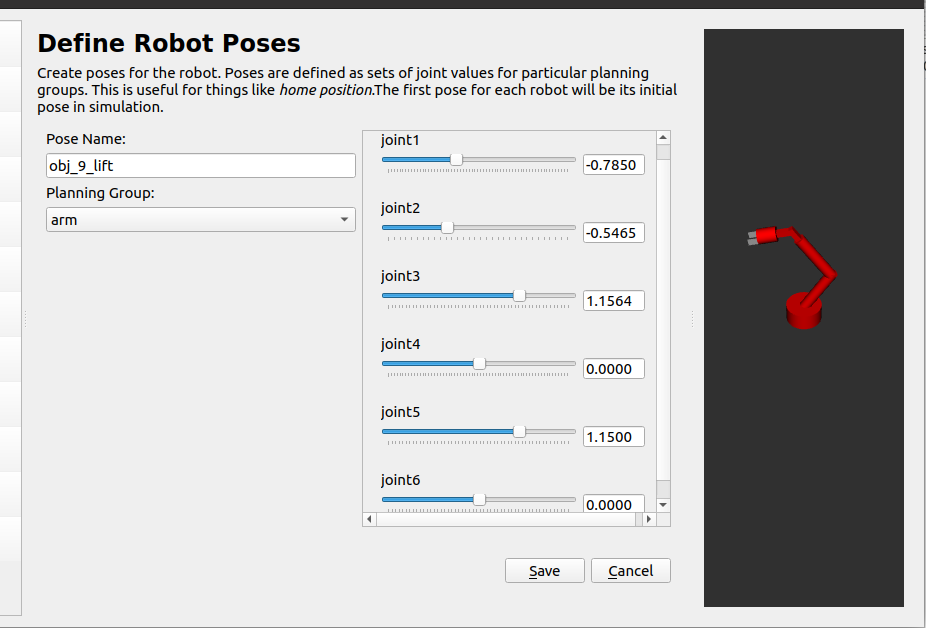 Define Robot Poses
Create poses for the robot. Poses are defined as sets of joint values for particular planning
groups. This is useful for things like home position.The first pose for each robot will be its initial
pose in simulation.
Pose Name:
obj_9_lift
Planning Group:
arm
joint1
-0.7850
joint2
-0.5465
joint3
1.1564
joint4
0.0000
joint5
1.1500
joint6
0.0000
Save
Cancel